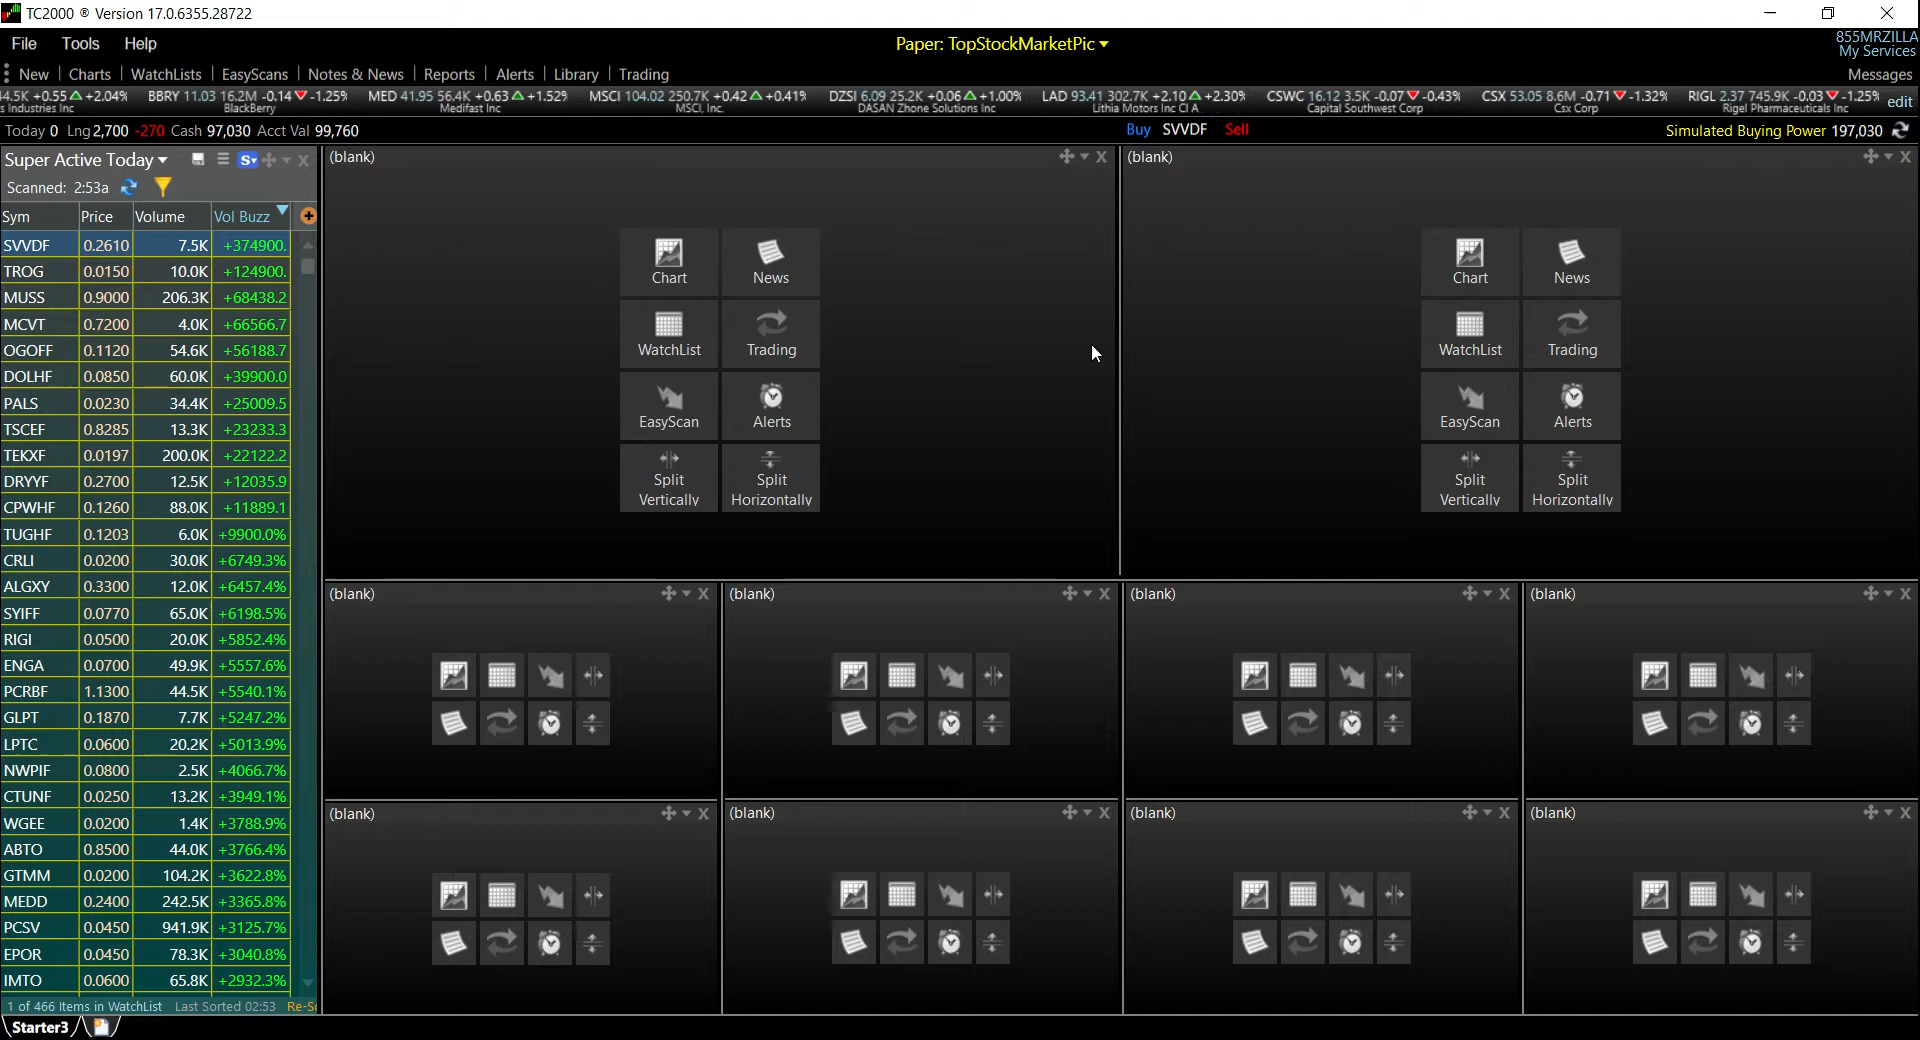 TC2000 ® Version 17.0.6355.28722
File Tools Help
Paper: TopStockMarketPic
855MRZILLA
My Services
New Charts WatchLists EasyScans Notes & News Reports Alerts Library Trading
Messages
4.5K +0.55 +2.04% BBRY 11.03 16.2M -0.14 -1.25% MED 41.95 56.4K +0.63 +1.52% MSCI 104.02 250.7K +0.42 +0.41% DZSI 6.09 25.2K +0.06 +1.00% LAD 93.41 302.7K +2.10 +2.30% CSWC 16.12 3.5K -0.07 -0.43% CSX 53.05 8.6M -0.71 -1.32% RIGL 2.37 745.9K -0.03 -1.25% edit
s Industries Inc BlackBerry Medifast Inc MSCI, Inc. DASAN Zhone Solutions Inc Lithia Motors Inc Cl A Capital Southwest Corp Csx Corp Rigel Pharmaceuticals Inc
Today 0 Lng 2,700 -270 Cash 97,030 Acct Val 99,760
Buy SVVDF Sell
Simulated Buying Power 197,030
Super Active Today S
Scanned: 2:53a
Sym Price Volume Vol Buzz
SVVDF 0.2610 7.5K +374900.
TROG 0.0150 10.0K +124900.
MUSS 0.9000 206.3K +68438.2
MCVT 0.7200 4.0K +66566.7
OGOFF 0.1120 54.6K +56188.7
DOLHF 0.0850 60.0K +39900.0
PALS 0.0230 34.4K +25009.5
TSCEF 0.8285 13.3K +23233.3
TEKXF 0.0197 200.0K +22122.2
DRYYF 0.2700 12.5K +12035.9
CPWHF 0.1260 88.0K +11889.1
TUGHF 0.1203 6.0K +9900.0%
CRLI 0.0200 30.0K +6749.3%
ALGXY 0.3300 12.0K +6457.4%
SYIFF 0.0770 65.0K +6198.5%
RIGI 0.0500 20.0K +5852.4%
ENGA 0.0700 49.9K +5557.6%
PCRBF 1.1300 44.5K +5540.1%
GLPT 0.1870 7.7K +5247.2%
LPTC 0.0600 20.2K +5013.9%
NWPIF 0.0800 2.5K +4066.7%
CTUNF 0.0250 13.2K +3949.1%
WGEE 0.0200 1.4K +3788.9%
ABTO 0.8500 44.0K +3766.4%
GTMM 0.0200 104.2K +3622.8%
MEDD 0.2400 242.5K +3365.8%
PCSV 0.0450 941.9K +3125.7%
EPOR 0.0450 78.3K +3040.8%
IMTO 0.0600 65.8K +2932.3%
1 of 466 Items in WatchList Last Sorted 02:53 Re-S
Starter3
(blank) X
Chart News
WatchList Trading
EasyScan Alerts
Split Vertically Split Horizontally
(blank) X
Chart News
WatchList Trading
EasyScan Alerts
Split Vertically Split Horizontally
(blank) X (blank) X (blank) X (blank) X
(blank) X (blank) X (blank) X (blank) X